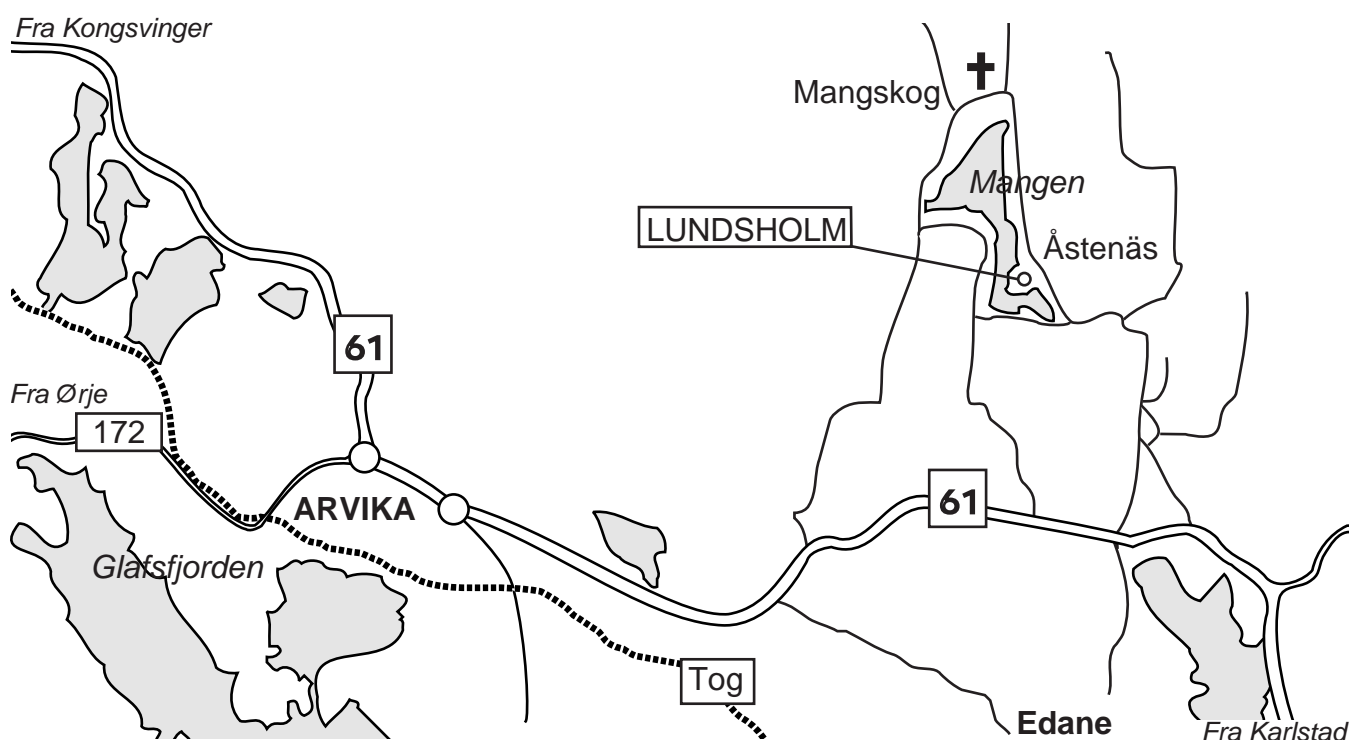 Fra Kongsvinger
Mangskog
Mangen
LUNDSHOLM
Åstenäs
61
Fra Ørje
172
61
ARVIKA
Glafsfjorden
Tog
Edane
Fra Karlstad